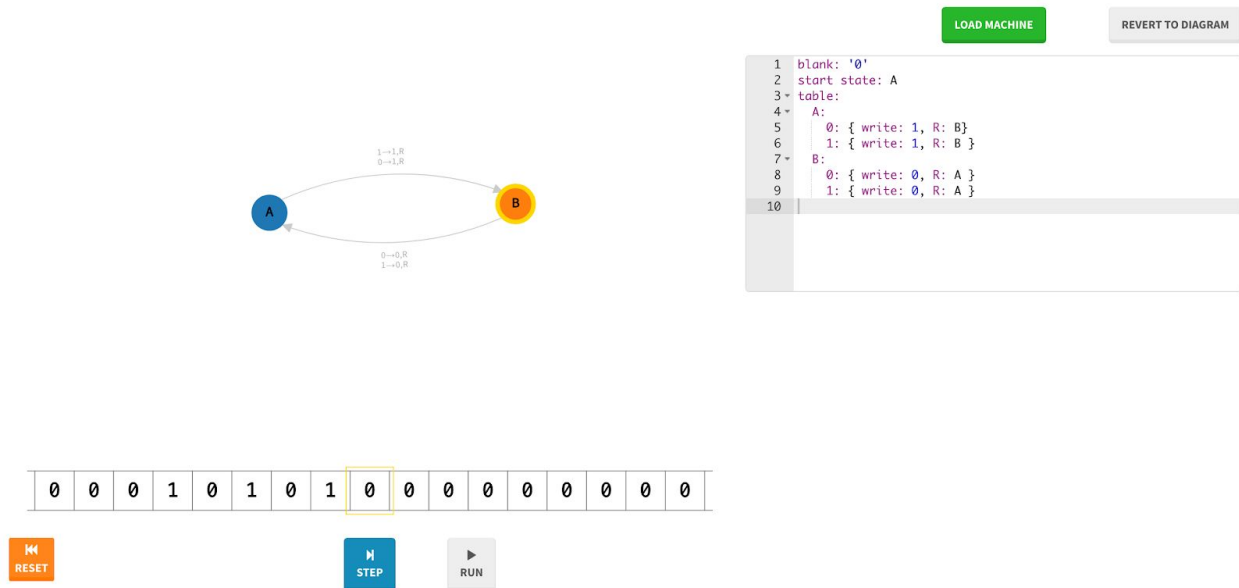 LOAD MACHINE
REVERT TO DIAGRAM
1 blank: '0'
2 start state: A
3 table:
4   A:
5     0: { write: 1, R: B}
6     1: { write: 1, R: B }
7   B:
8     0: { write: 0, R: A }
9     1: { write: 0, R: A }
10
1→1,R
0→1,R
A
B
0→0,R
1→0,R
0 0 0 1 0 1 0 1 0 0 0 0 0 0 0 0 0
RESET
STEP
RUN